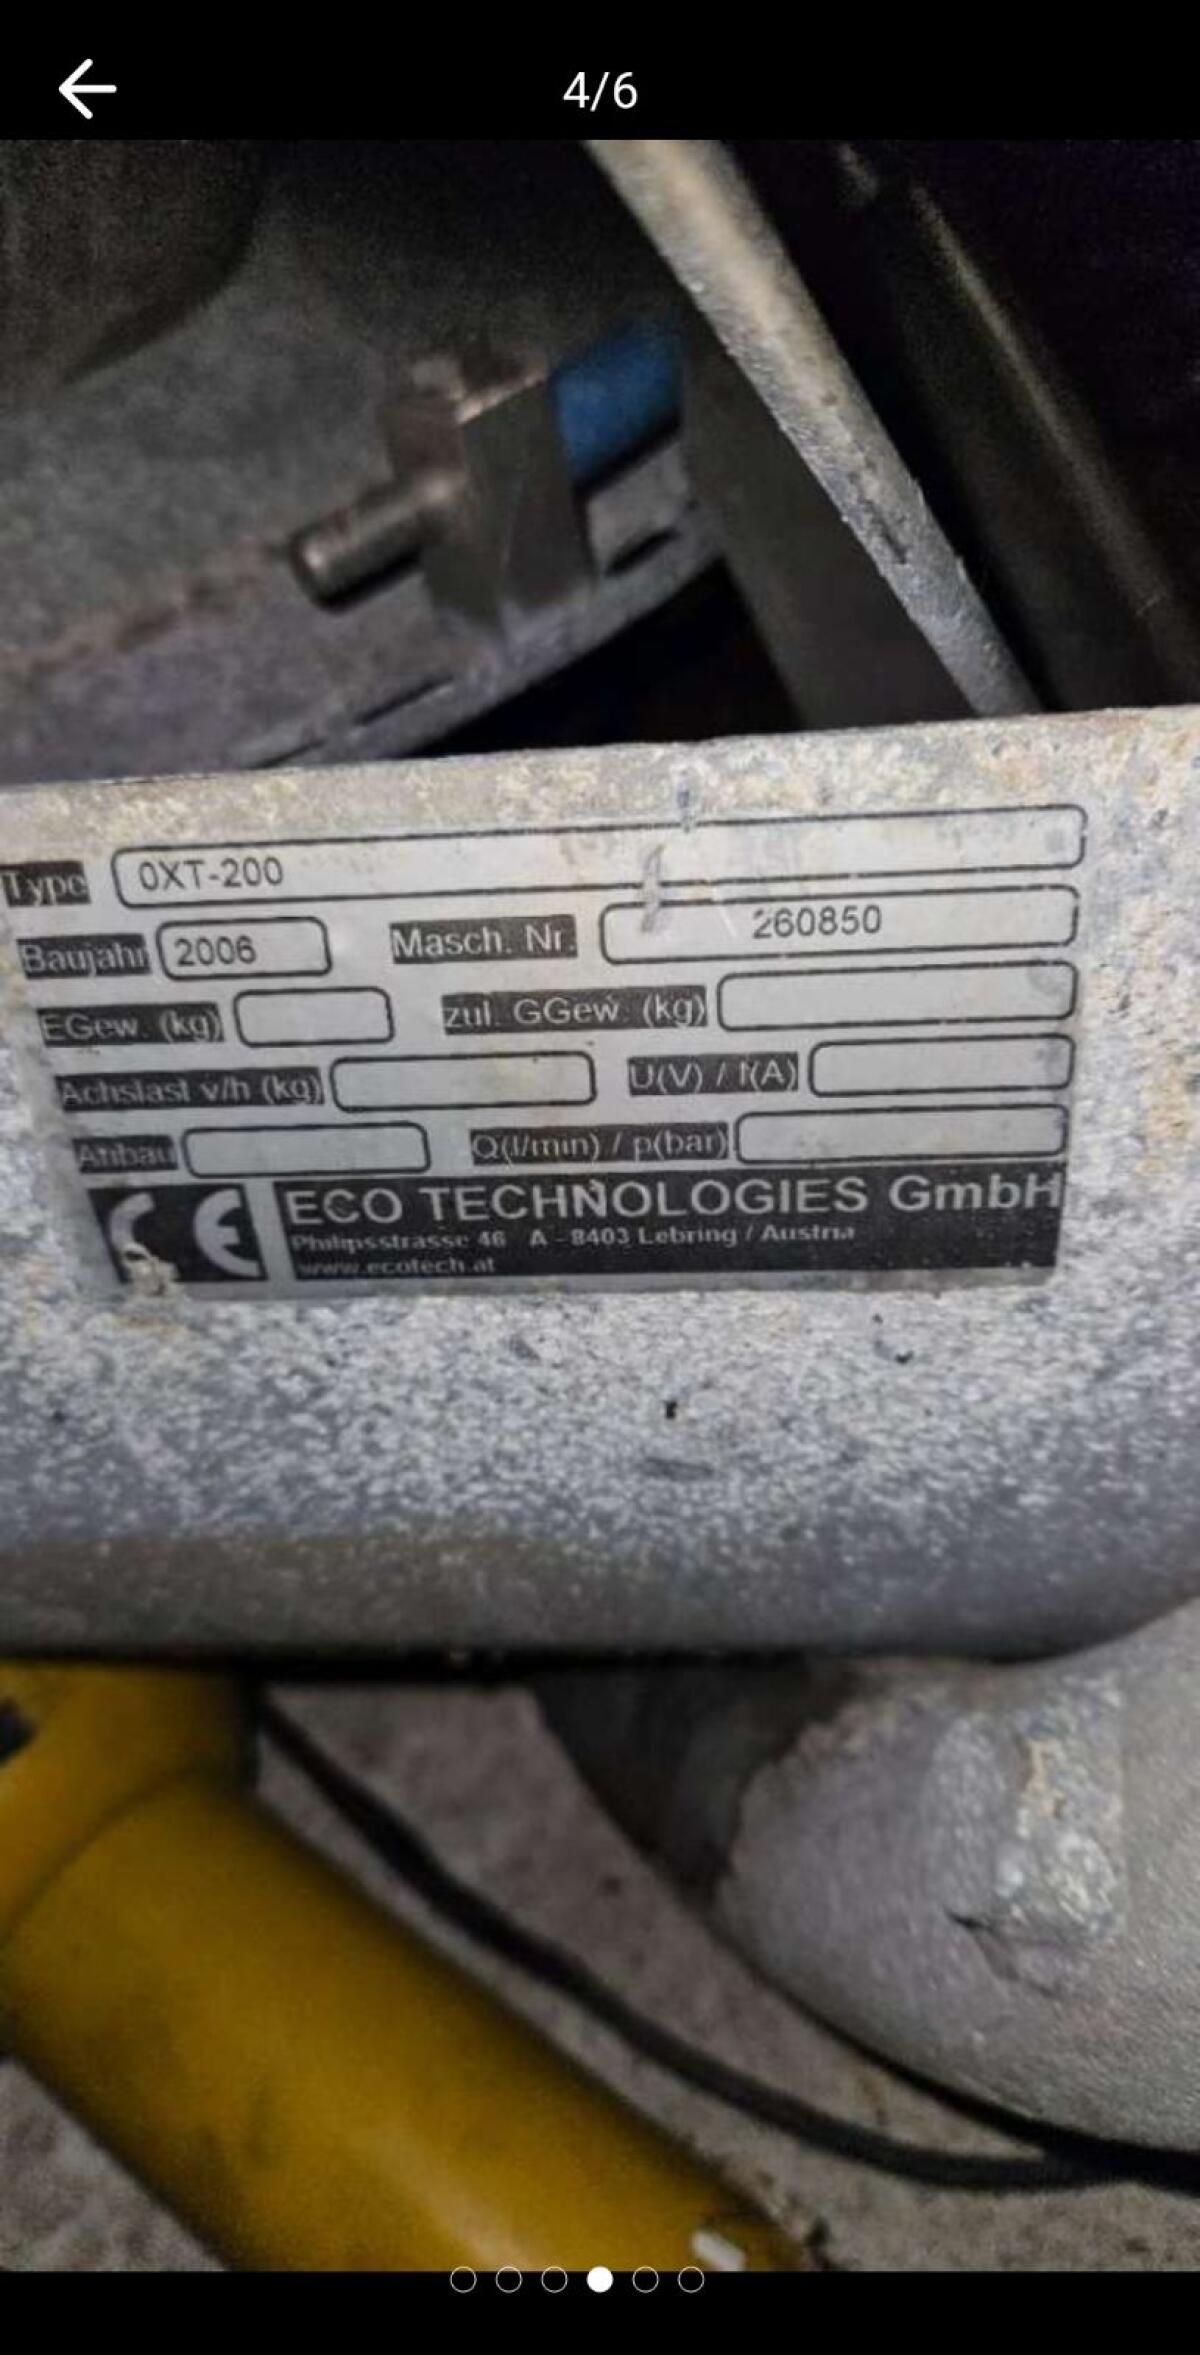 4/6
Type 0XT-200
Baujahr 2006 Masch. Nr. 260850
EGew. (kg) zul. GGew. (kg)
Achslast v/h (kg) U(V) / I(A)
Anbau Q(l/min) / p(bar)
CE ECO TECHNOLOGIES GmbH
Philipsstrasse 46 A - 8403 Lebring / Austria
www.ecotech.at